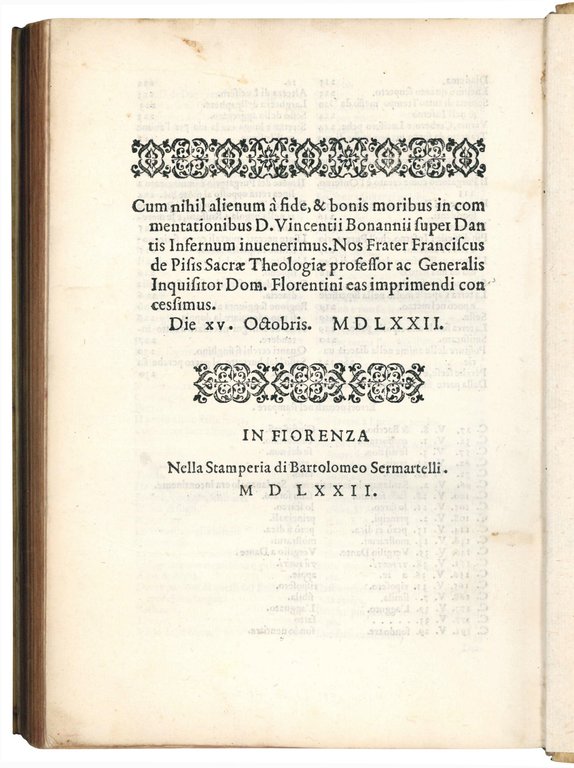 Cum nihil alienum à fide, & bonis moribus in com
mentationibus D. Vincentii Bonannii ſuper Dan
tis Infernum inuenerimus. Nos Frater Franciſcus
de Piſis Sacræ Theologiæ profeſſor ac Generalis
Inquiſitor Dom. Florentini eas imprimendi con
ceſſimus.
Die xv. Octobris. MDLXXII.
IN FIORENZA
Nella Stamperia di Bartolomeo Sermartelli.
M D LXXII.